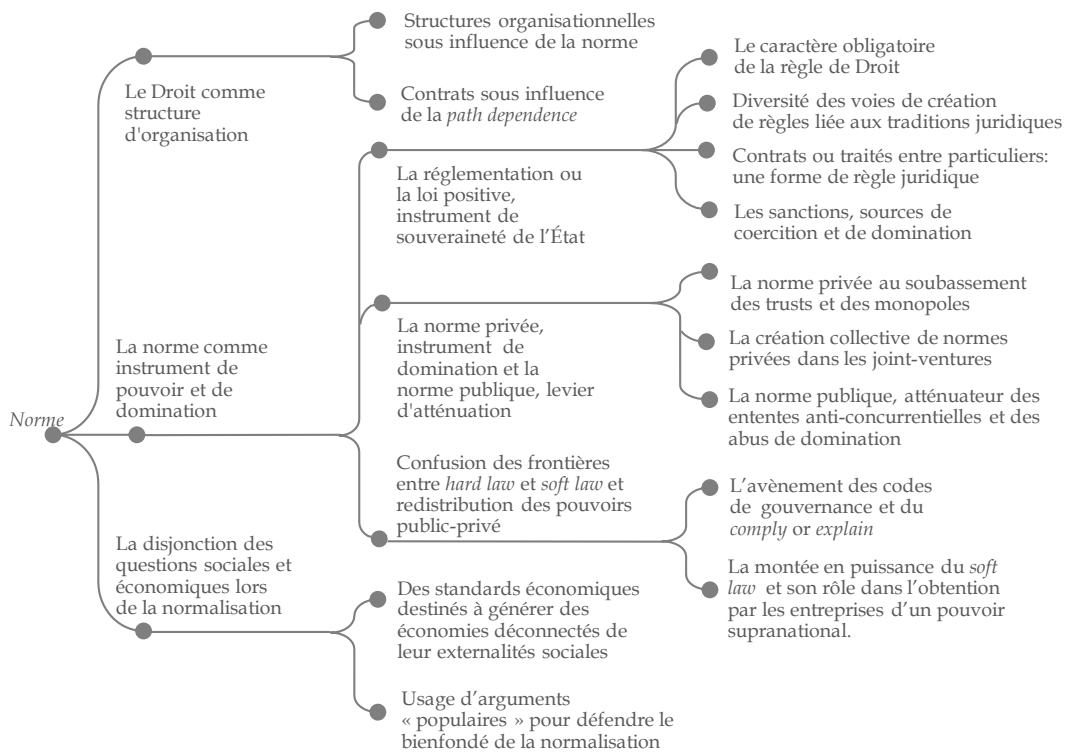 Norme
Le Droit comme
structure
d'organisation
Structures organisationnelles
sous influence de la norme
Contrats sous influence
de la path dependence
La norme comme
instrument de
pouvoir et de
domination
La réglementation ou
la loi positive,
instrument de
souveraineté de l'État
Le caractère obligatoire
de la règle de Droit
Diversité des voies de création
de règles liée aux traditions juridiques
Contrats ou traités entre particuliers:
une forme de règle juridique
Les sanctions, sources de
coercition et de domination
La norme privée,
instrument de
domination et la
norme publique, levier
d'atténuation
La norme privée au soubassement
des trusts et des monopoles
La création collective de normes
privées dans les joint-ventures
La norme publique, atténuateur des
ententes anti-concurrentielles et des
abus de domination
Confusion des frontières
entre hard law et soft law et
redistribution des pouvoirs
public-privé
L'avènement des codes
de gouvernance et du
comply or explain
La montée en puissance du soft
law et son rôle dans l'obtention
par les entreprises d'un pouvoir
supranational.
La disjonction des
questions sociales et
économiques lors
de la normalisation
Des standards économiques
destinés à générer des
économies déconnectés de
leur externalités sociales
Usage d'arguments
« populaires » pour défendre le
bienfondé de la normalisation